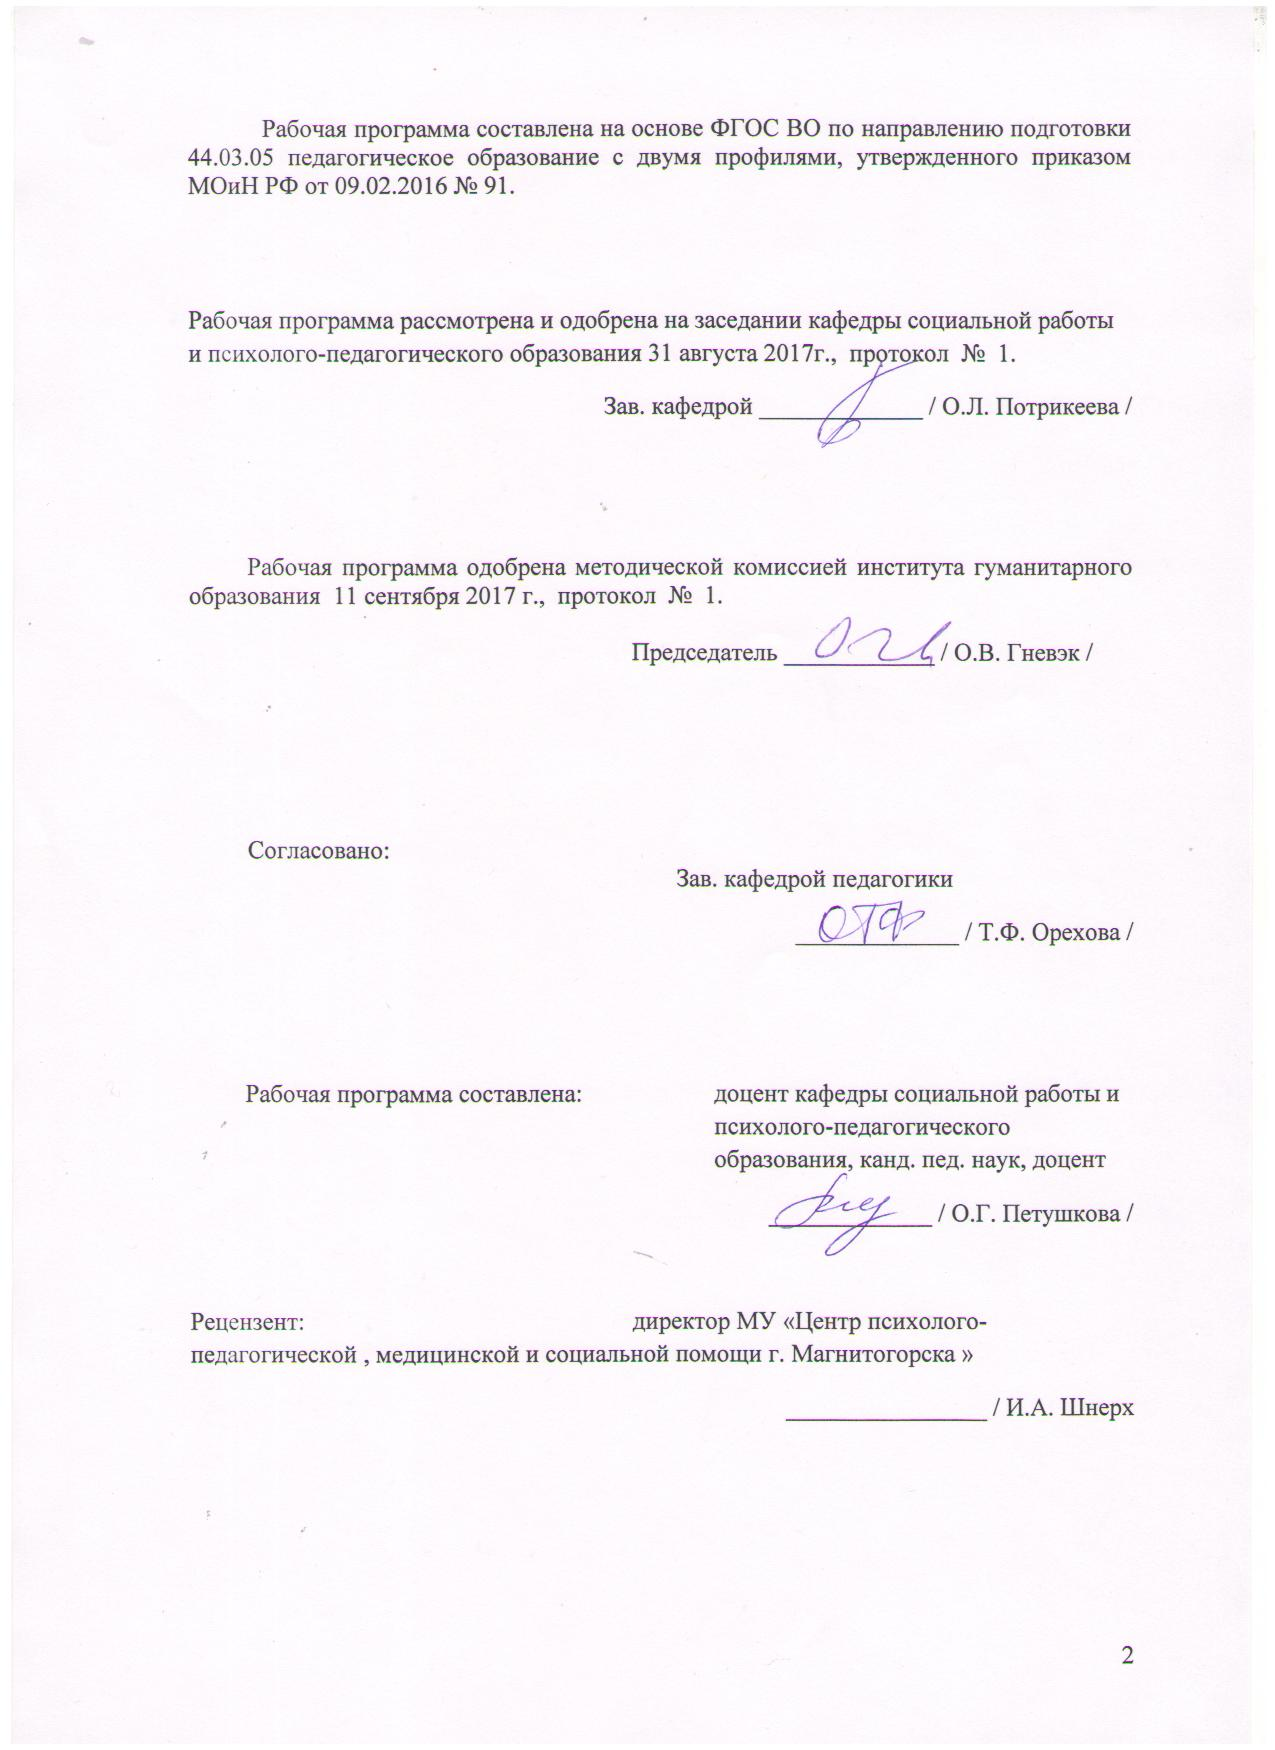 Рабочая программа составлена на основе ФГОС ВО по направлению подготовки
44.03.05 педагогическое образование с двумя профилями, утвержденного приказом
МОиН РФ от 09.02.2016 № 91.
Рабочая программа рассмотрена и одобрена на заседании кафедры социальной работы
и психолого-педагогического образования 31 августа 2017г., протокол № 1.
Зав. кафедрой _____________ / О.Л. Потрикеева /
Рабочая программа одобрена методической комиссией института гуманитарного
образования 11 сентября 2017 г., протокол № 1.
Председатель ____________ / О.В. Гневэк /
Согласовано:
Зав. кафедрой педагогики
_____________ / Т.Ф. Орехова /
Рабочая программа составлена: доцент кафедры социальной работы и
психолого-педагогического
образования, канд. пед. наук, доцент
_____________ / О.Г. Петушкова /
Рецензент: директор МУ «Центр психолого-
педагогической , медицинской и социальной помощи г. Магнитогорска »
________________ / И.А. Шнерх
2